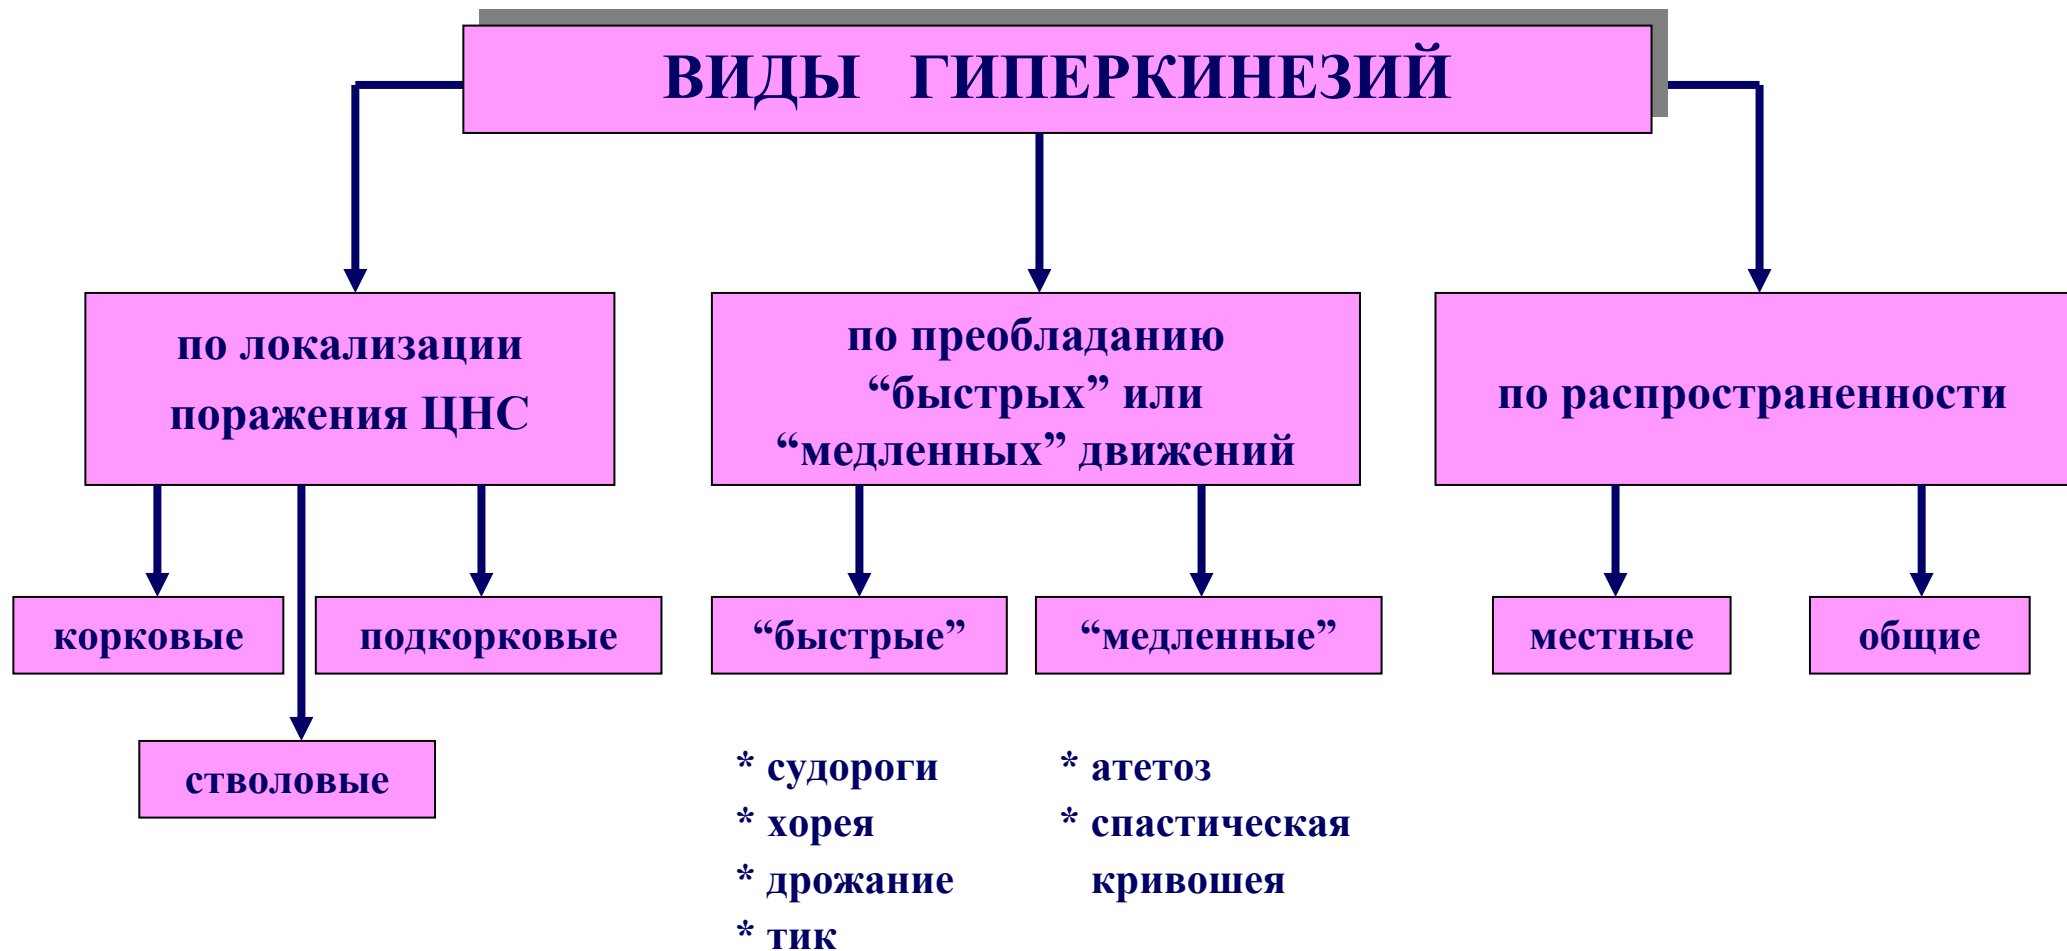 ВИДЫ ГИПЕРКИНЕЗИЙ
по локализации
поражения ЦНС
по преобладанию
“быстрых” или
“медленных” движений
по распространенности
корковые
подкорковые
стволовые
“быстрые”
“медленные”
местные
общие
* судороги
* хорея
* дрожание
* тик
* атетоз
* спастическая
кривошея